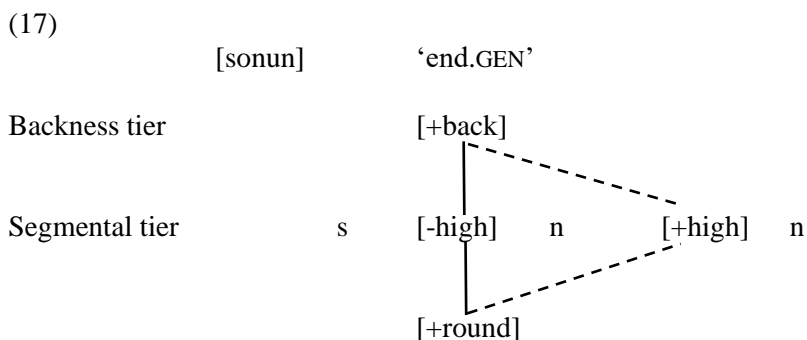 (17)
[sonun] ‘end.GEN’
Backness tier [+back]
Segmental tier s [-high] n [+high] n
[+round]